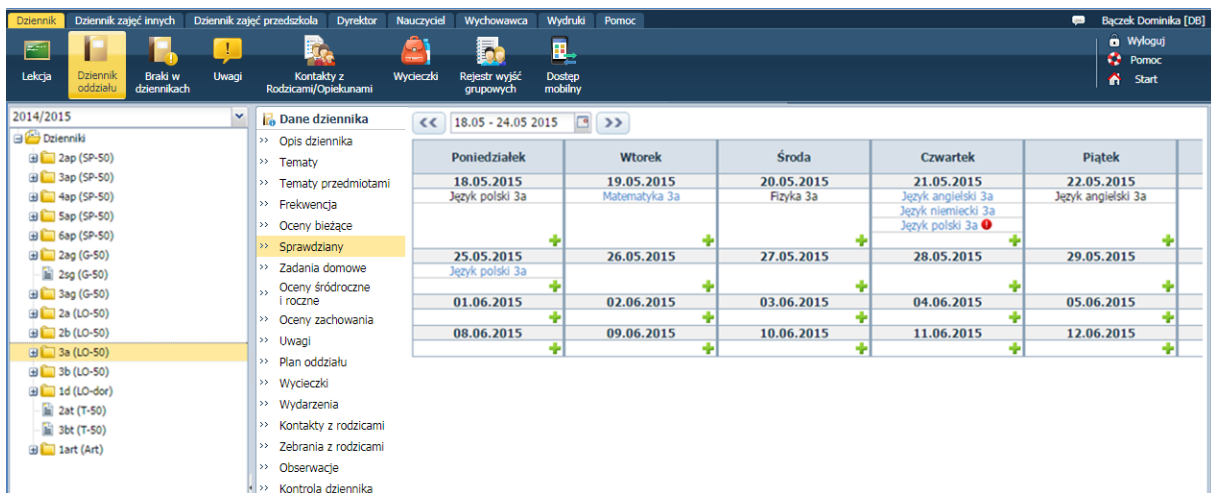 Dziennik Dziennik zajęć innych Dziennik zajęć przedszkola Dyrektor Nauczyciel Wychowawca Wydruki Pomoc Bączek Dominika [DB]
Lekcja
Dziennik oddziału
Braki w dziennikach
Uwagi
Kontakty z Rodzicami/Opiekunami
Wycieczki
Rejestr wyjść grupowych
Dostęp mobilny
Wyloguj
Pomoc
Start
2014/2015
Dzienniki
2ap (SP-50)
3ap (SP-50)
4ap (SP-50)
5ap (SP-50)
6ap (SP-50)
2ag (G-50)
2sg (G-50)
3ag (G-50)
2a (LO-50)
2b (LO-50)
3a (LO-50)
3b (LO-50)
1d (LO-dor)
2at (T-50)
3bt (T-50)
1art (Art)
Dane dziennika
›› Opis dziennika
›› Tematy
›› Tematy przedmiotami
›› Frekwencja
›› Oceny bieżące
›› Sprawdziany
›› Zadania domowe
›› Oceny śródroczne
i roczne
›› Oceny zachowania
›› Uwagi
›› Plan oddziału
›› Wycieczki
›› Wydarzenia
›› Kontakty z rodzicami
›› Zebrania z rodzicami
›› Obserwacje
›› Kontrola dziennika
<< 18.05 - 24.05 2015 >>
Poniedziałek Wtorek Środa Czwartek Piątek
18.05.2015 19.05.2015 20.05.2015 21.05.2015 22.05.2015
Język polski 3a Matematyka 3a Fizyka 3a Język angielski 3a Język angielski 3a
Język niemiecki 3a
Język polski 3a
25.05.2015 26.05.2015 27.05.2015 28.05.2015 29.05.2015
Język polski 3a
01.06.2015 02.06.2015 03.06.2015 04.06.2015 05.06.2015
08.06.2015 09.06.2015 10.06.2015 11.06.2015 12.06.2015